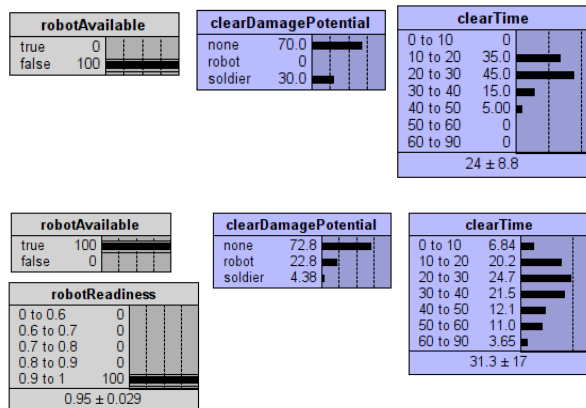 robotAvailable
true 0
false 100
clearDamagePotential
none 70.0
robot 0
soldier 30.0
clearTime
0 to 10 0
10 to 20 35.0
20 to 30 45.0
30 to 40 15.0
40 to 50 5.00
50 to 60 0
60 to 90 0
24 ± 8.8
robotAvailable
true 100
false 0
robotReadiness
0 to 0.6 0
0.6 to 0.7 0
0.7 to 0.8 0
0.8 to 0.9 0
0.9 to 1 100
0.95 ± 0.029
clearDamagePotential
none 72.8
robot 22.8
soldier 4.38
clearTime
0 to 10 6.84
10 to 20 20.2
20 to 30 24.7
30 to 40 21.5
40 to 50 12.1
50 to 60 11.0
60 to 90 3.65
31.3 ± 17